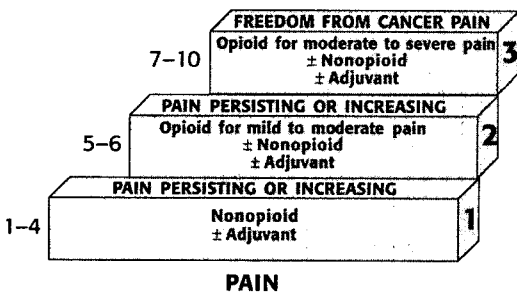 FREEDOM FROM CANCER PAIN
7–10
Opioid for moderate to severe pain
± Nonopioid
± Adjuvant
3
PAIN PERSISTING OR INCREASING
5–6
Opioid for mild to moderate pain
± Nonopioid
± Adjuvant
2
PAIN PERSISTING OR INCREASING
1–4
Nonopioid
± Adjuvant
1
PAIN